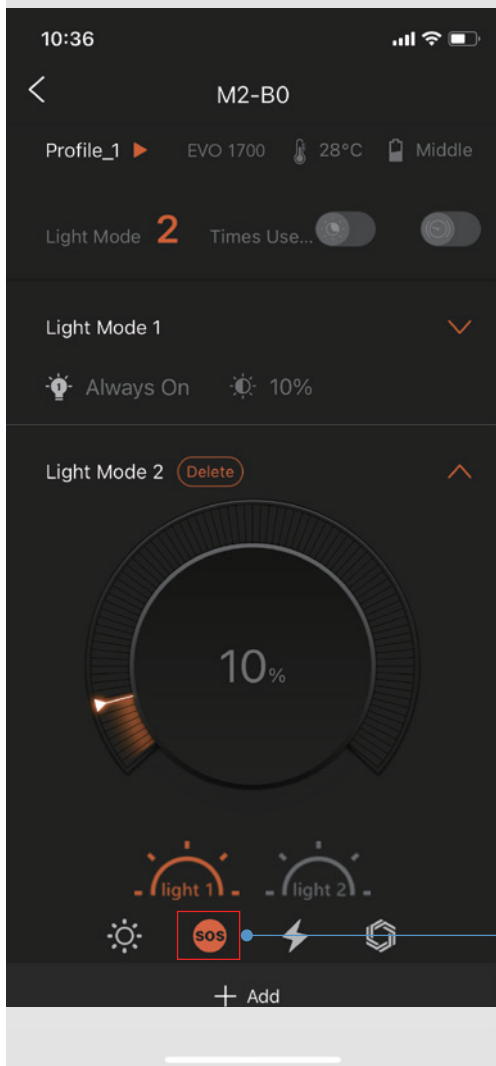 10:36
M2-B0
Profile_1 EVO 1700 28°C Middle
Light Mode 2 Times Use...
Light Mode 1
1 Always On 10%
Light Mode 2 Delete
10%
light 1 light 2
SOS
+ Add